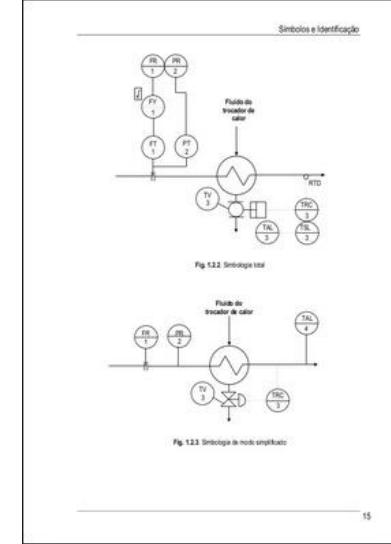 Símbolos e Identificação
FR
1
PR
2
FY
1
FT
1
PT
2
Fluido do
trocador de
calor
RTD
TV
3
TRC
3
TAL
3
TSL
3
Fig. 1.2.2 Simbologia total
Fluido do
trocador de calor
FR
1
PR
2
TAL
4
TV
3
TRC
3
Fig. 1.2.3 Simbologia de modo simplificado
15